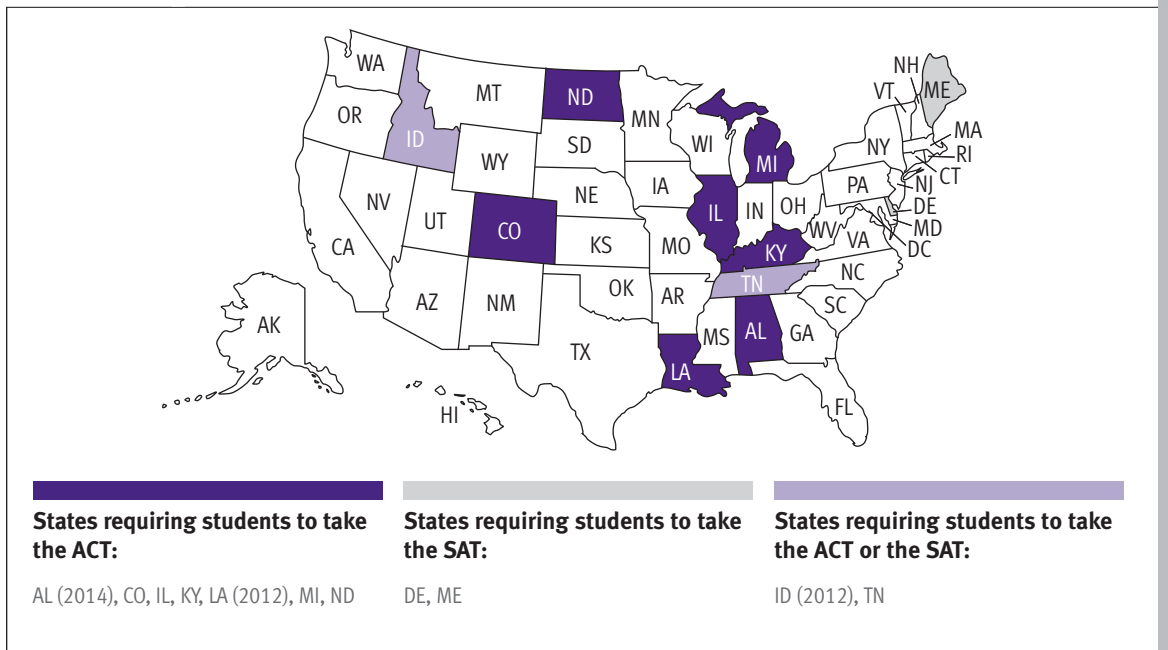 WA
MT
ND
MN
OR
ID
SD
WI
MI
WY
NE
IA
NV
UT
CO
IL
IN
OH
PA
NY
NH
VT
ME
MA
RI
CT
NJ
DE
MD
DC
CA
KS
MO
KY
WV
VA
AZ
NM
OK
AR
TN
NC
SC
AK
TX
LA
MS
AL
GA
HI
FL
States requiring students to take
the ACT:
AL (2014), CO, IL, KY, LA (2012), MI, ND
States requiring students to take
the SAT:
DE, ME
States requiring students to take
the ACT or the SAT:
ID (2012), TN